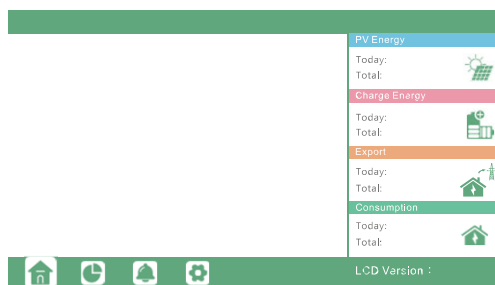 PV Energy
Today:
Total:
Charge Energy
Today:
Total:
Export
Today:
Total:
Consumption
Today:
Total:
LCD Version :